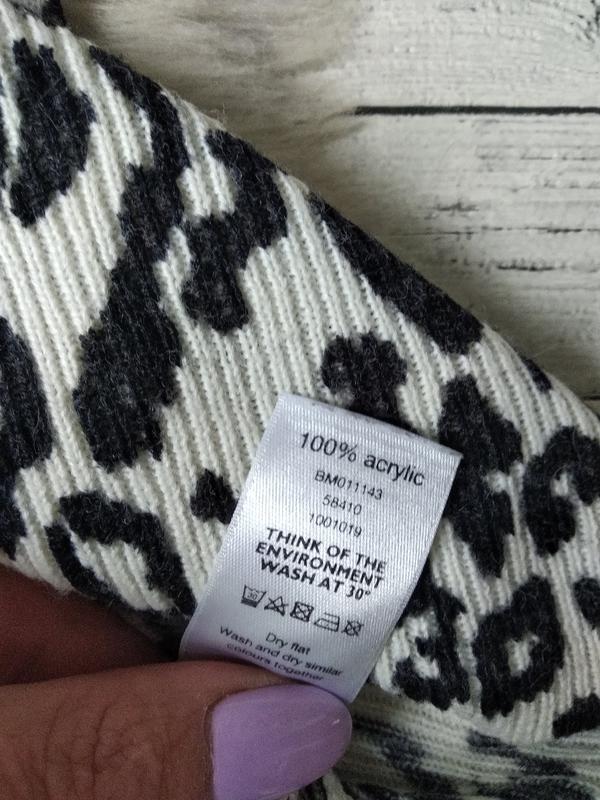 100% acrylic
BM011143
58410
1001019
THINK OF THE
ENVIRONMENT
WASH AT 30°
30
Dry flat
Wash and dry similar
colours together